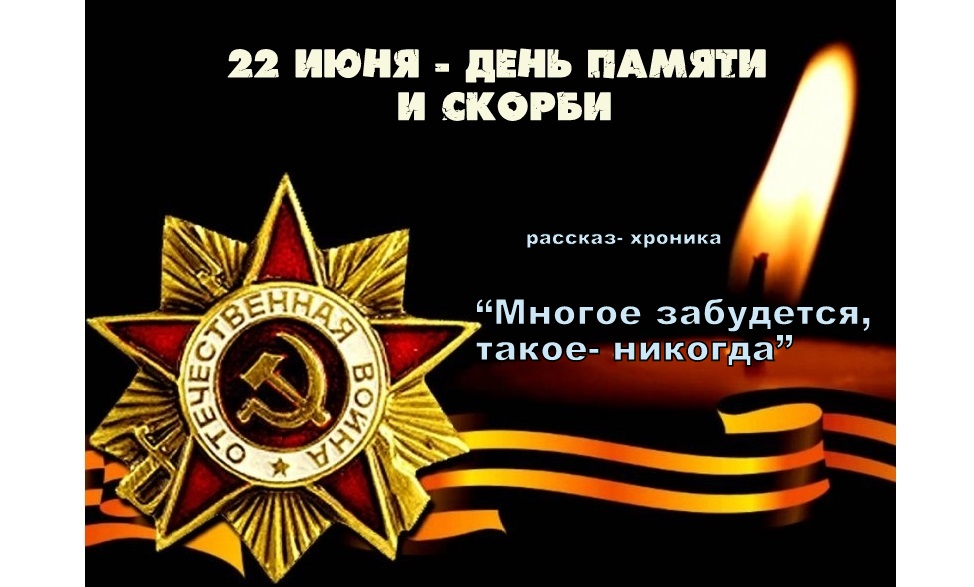 22 ИЮНЯ - ДЕНЬ ПАМЯТИ
И СКОРБИ
рассказ- хроника
“Многое забудется,
такое- никогда”
ОТЕЧЕСТВЕННАЯ ВОЙНА